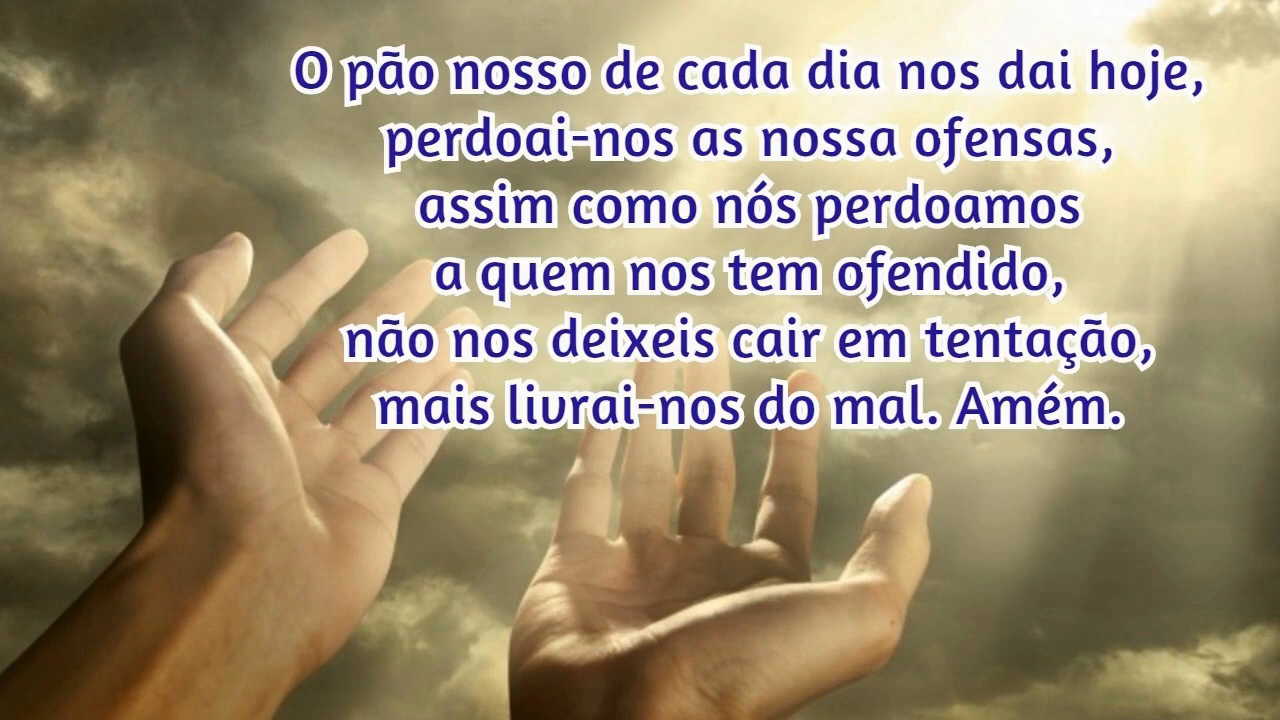 O pão nosso de cada dia nos dai hoje,
perdoai-nos as nossa ofensas,
assim como nós perdoamos
a quem nos tem ofendido,
não nos deixeis cair em tentação,
mais livrai-nos do mal. Amém.